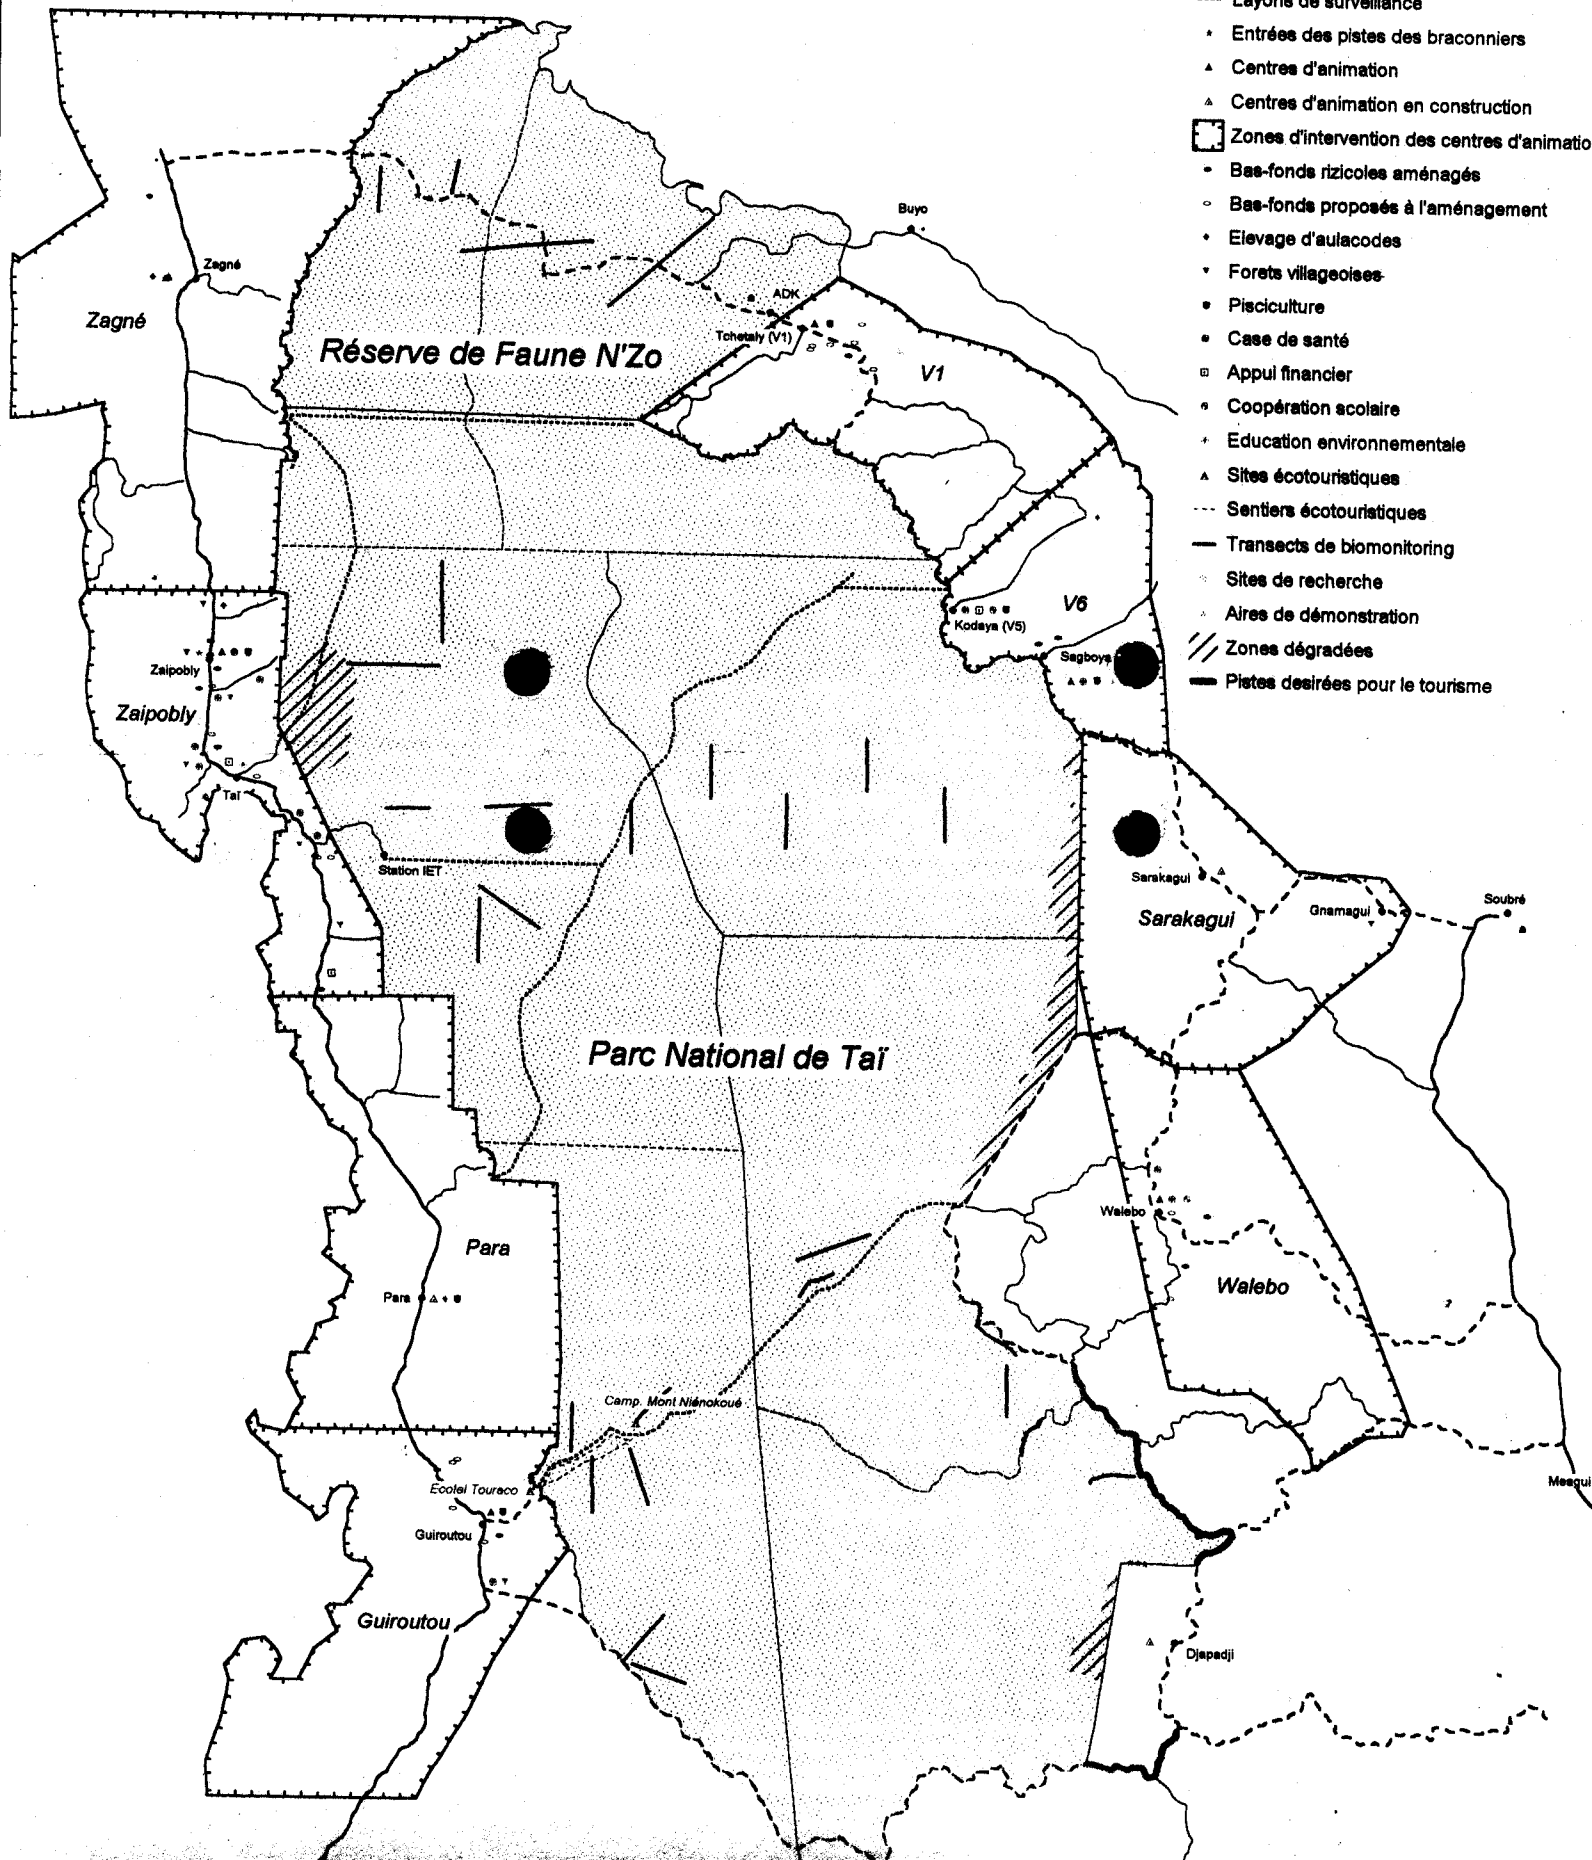 Layons de surveillance
Entrées des pistes des braconniers
Centres d'animation
Centres d'animation en construction
Zones d'intervention des centres d'animatio
Bas-fonds rizicoles aménagés
Bas-fonds proposés à l'aménagement
Elevage d'aulacodes
Forets villageoises
Pisciculture
Case de santé
Appui financier
Coopération scolaire
Education environnementale
Sites écotouristiques
Sentiers écotouristiques
Transects de biomonitoring
Sites de recherche
Aires de démonstration
Zones dégradées
Pistes desirées pour le tourisme
Buyo
Zagné
ADK
Zagné
Tchetaly (V1)
Réserve de Faune N'Zo
V1
V6
Kodaya (V5)
Sagboya
Zaipobly
Zaipobly
Taï
Station IET
Sarakagui
Gnamagui
Soubré
Sarakagui
Parc National de Taï
Walebo
Para
Walebo
Para
Camp. Mont Niénokoué
Ecotel Touraco
Meagui
Guiroutou
Guiroutou
Djapadji